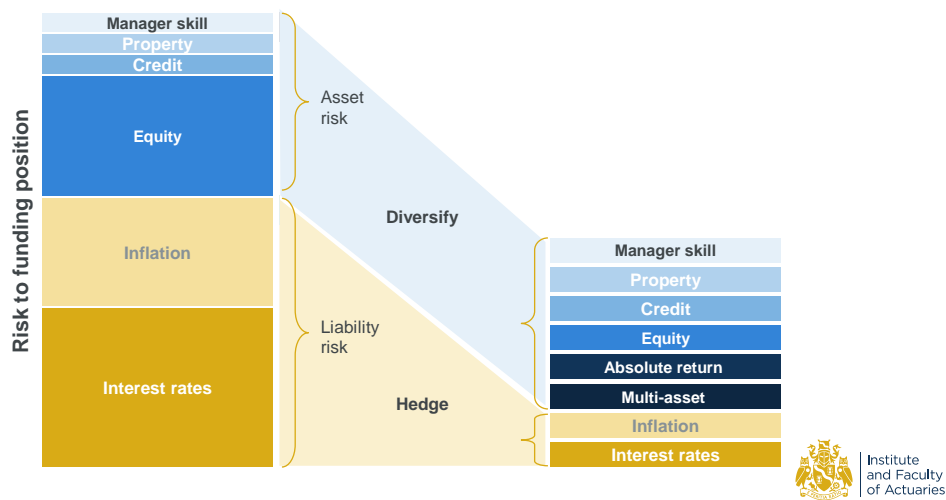 Risk to funding position
Manager skill
Property
Credit
Equity
Inflation
Interest rates
Asset
risk
Liability
risk
Diversify
Hedge
Manager skill
Property
Credit
Equity
Absolute return
Multi-asset
Inflation
Interest rates
Institute
and Faculty
of Actuaries